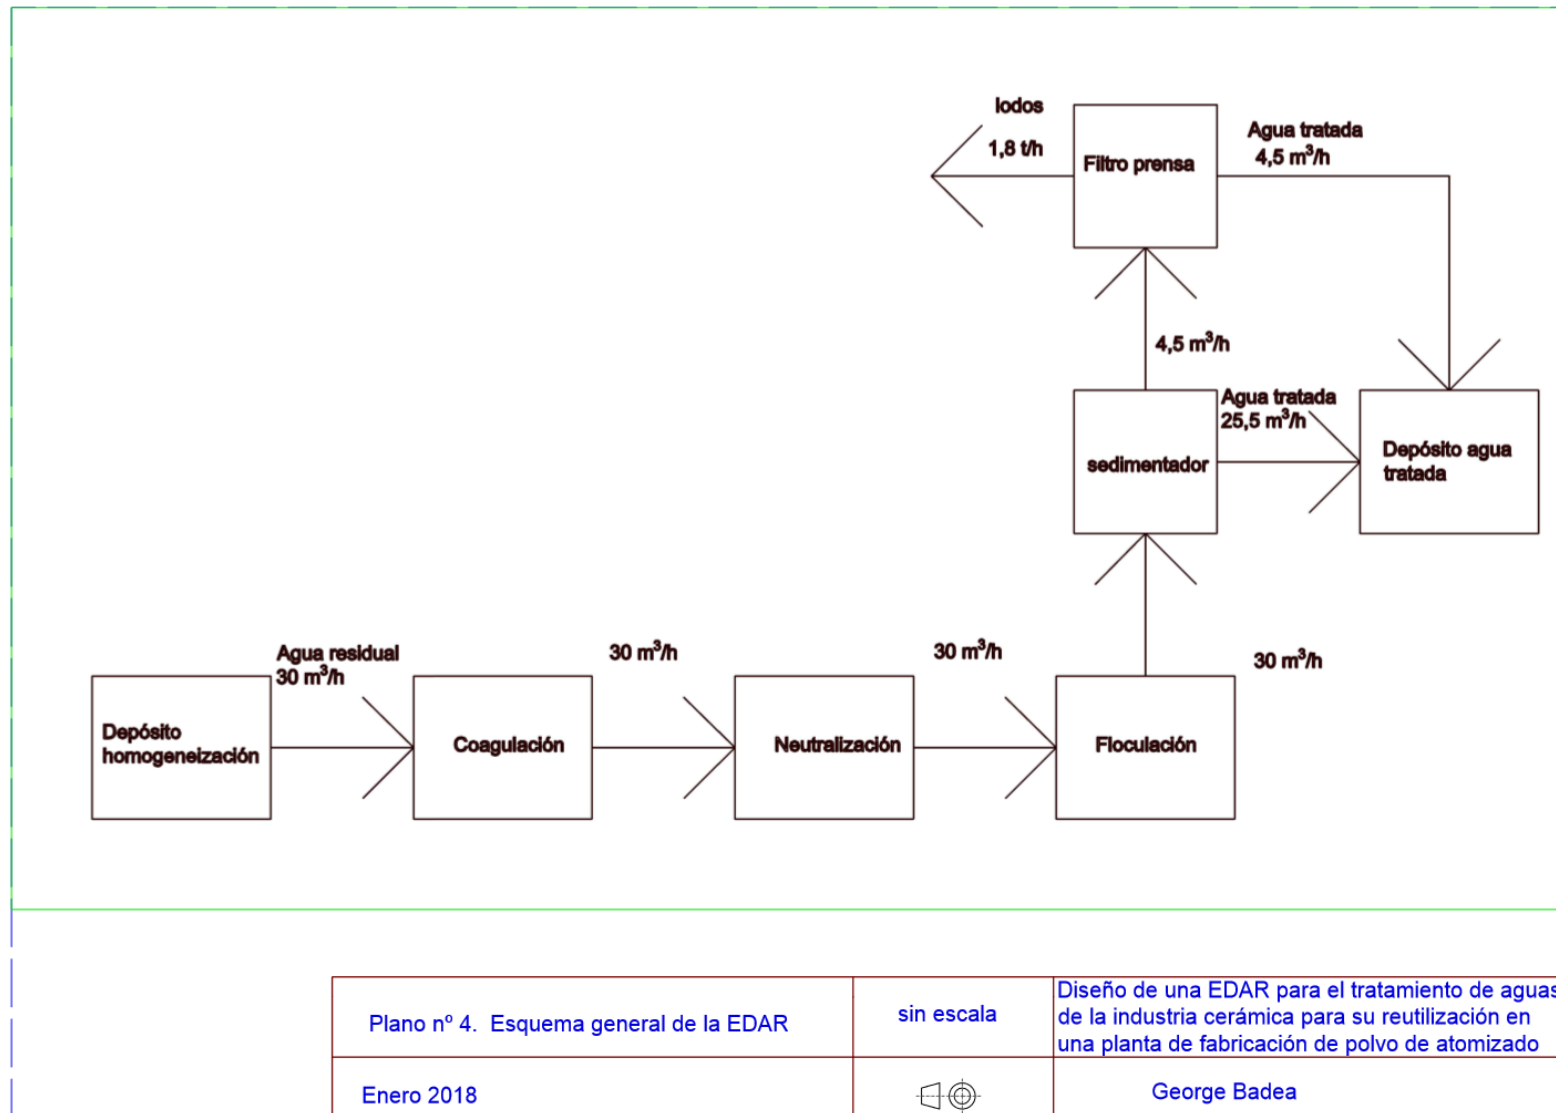 lodos
1,8 t/h
Filtro prensa
Agua tratada
4,5 m³/h
4,5 m³/h
Agua tratada
25,5 m³/h
sedimentador
Depósito agua
tratada
Agua residual
30 m³/h
30 m³/h
30 m³/h
30 m³/h
Depósito
homogeneización
Coagulación
Neutralización
Floculación
Plano nº 4. Esquema general de la EDAR
sin escala
Diseño de una EDAR para el tratamiento de aguas
de la industria cerámica para su reutilización en
una planta de fabricación de polvo de atomizado
Enero 2018
George Badea